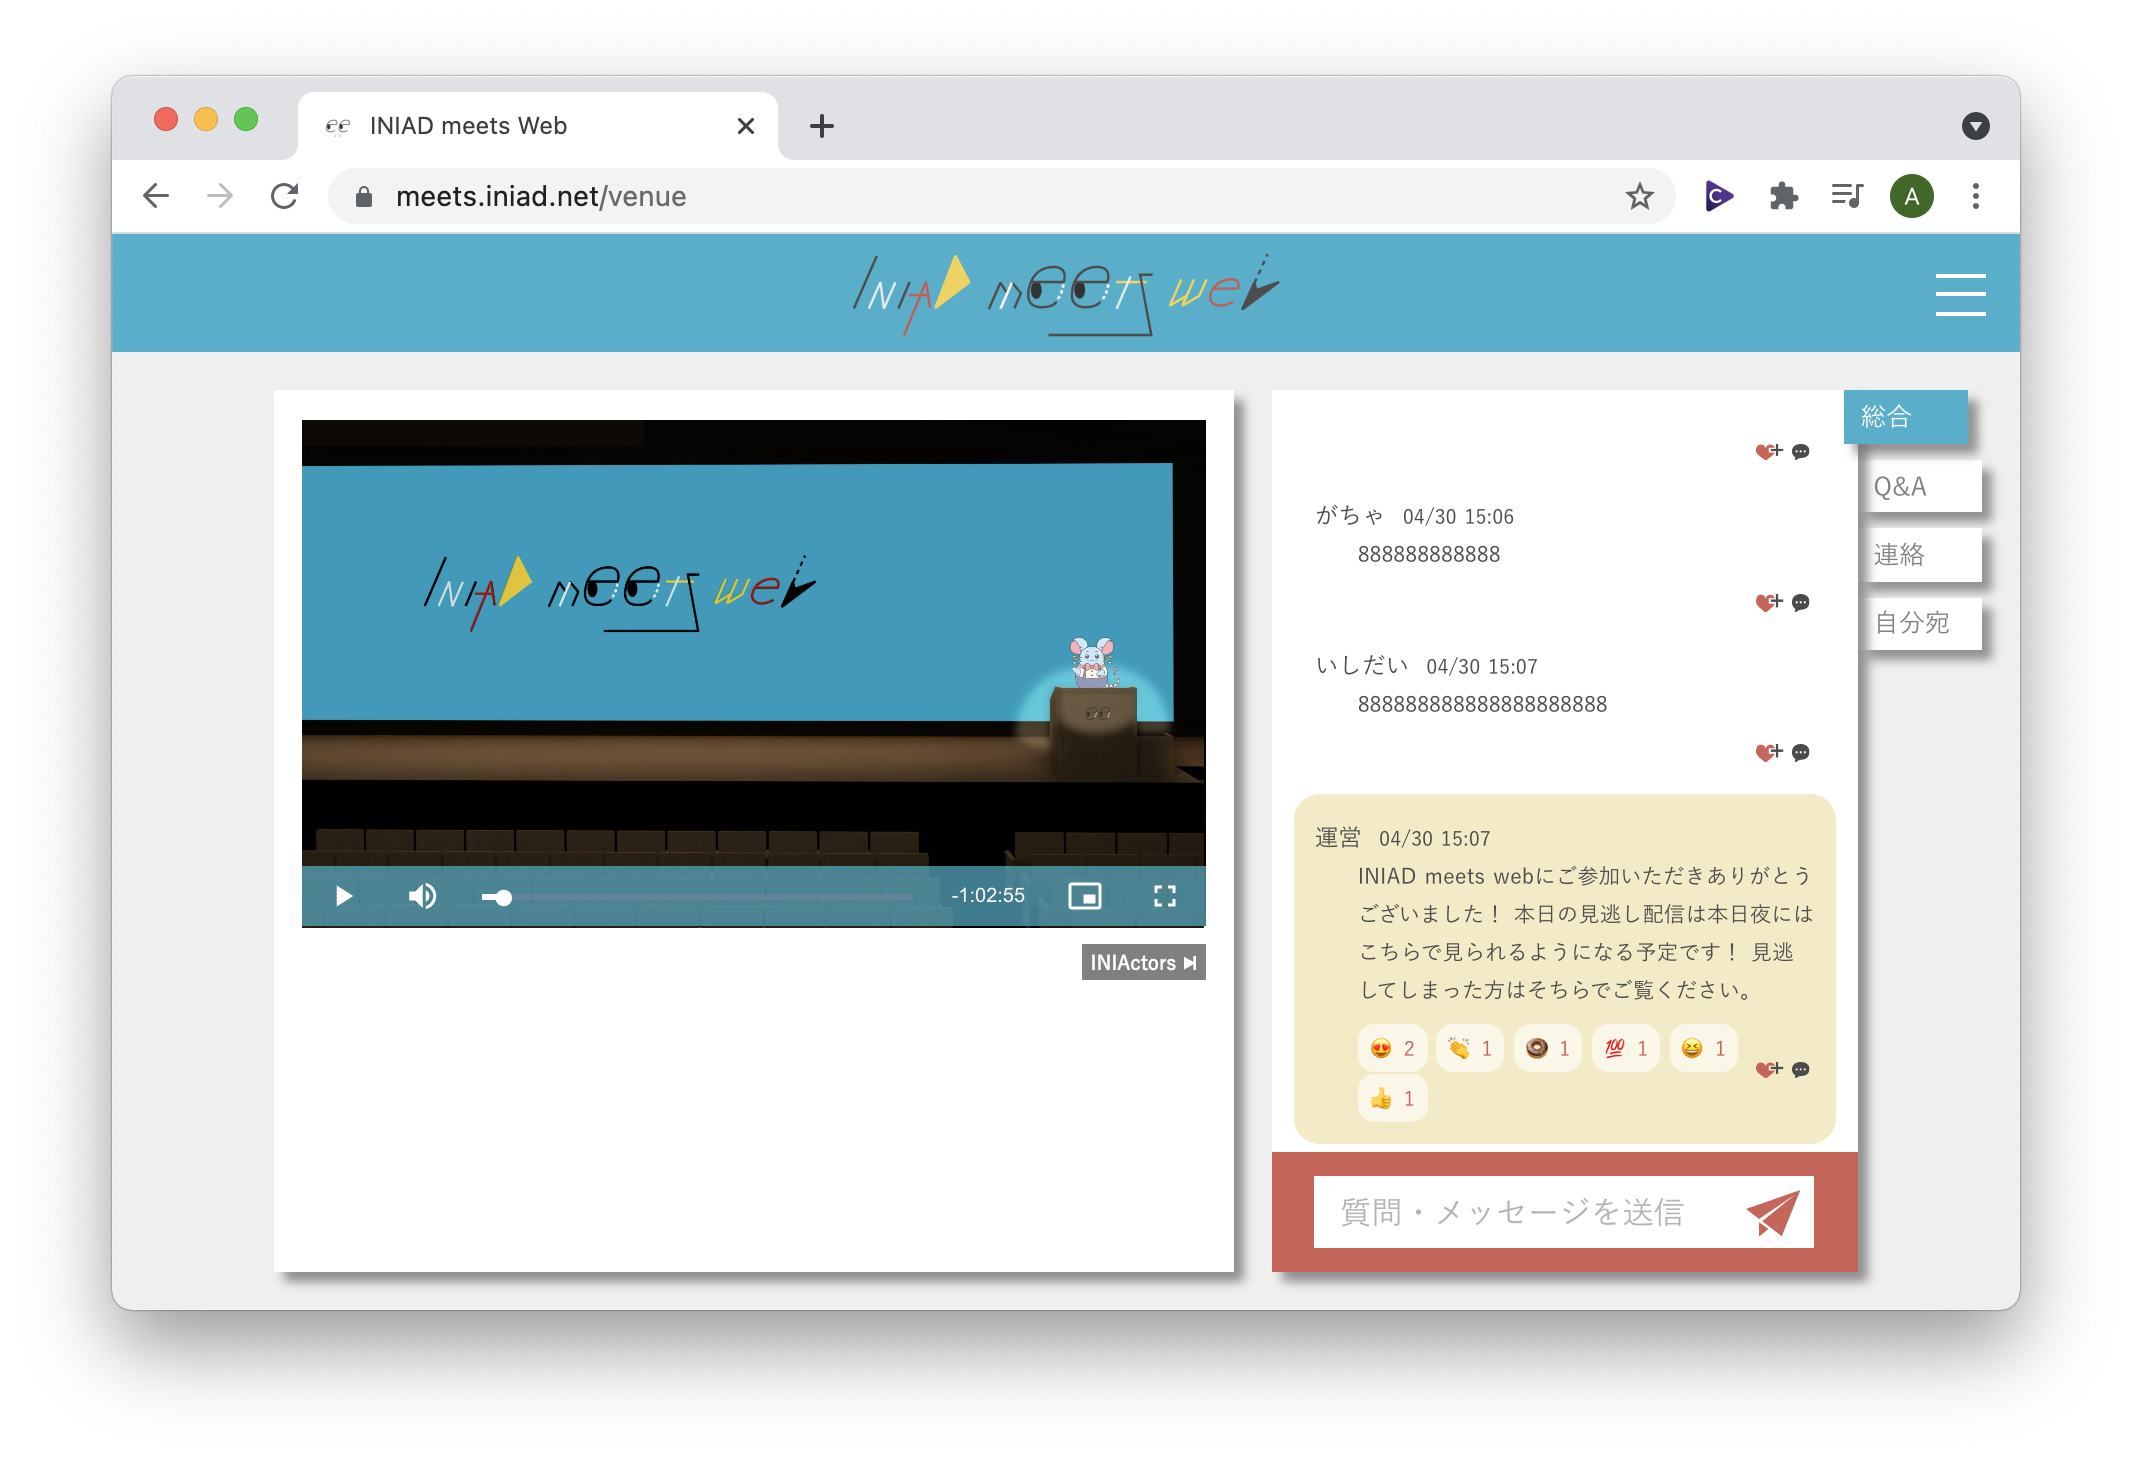 INIAD meets Web
meets.iniad.net/venue
A
INIAD meets web
総合
Q&A
連絡
自分宛
INIAD meets web
-1:02:55
INIActors
がちゃ 04/30 15:06
888888888888
いしだい 04/30 15:07
888888888888888888888
運営 04/30 15:07
INIAD meets webにご参加いただきありがとう
ございました！ 本日の見逃し配信は本日夜には
こちらで見られるようになる予定です！ 見逃
してしまった方はそちらでご覧ください。
😍 2 👏 1 🍩 1 💯 1 😆 1
👍 1
質問・メッセージを送信